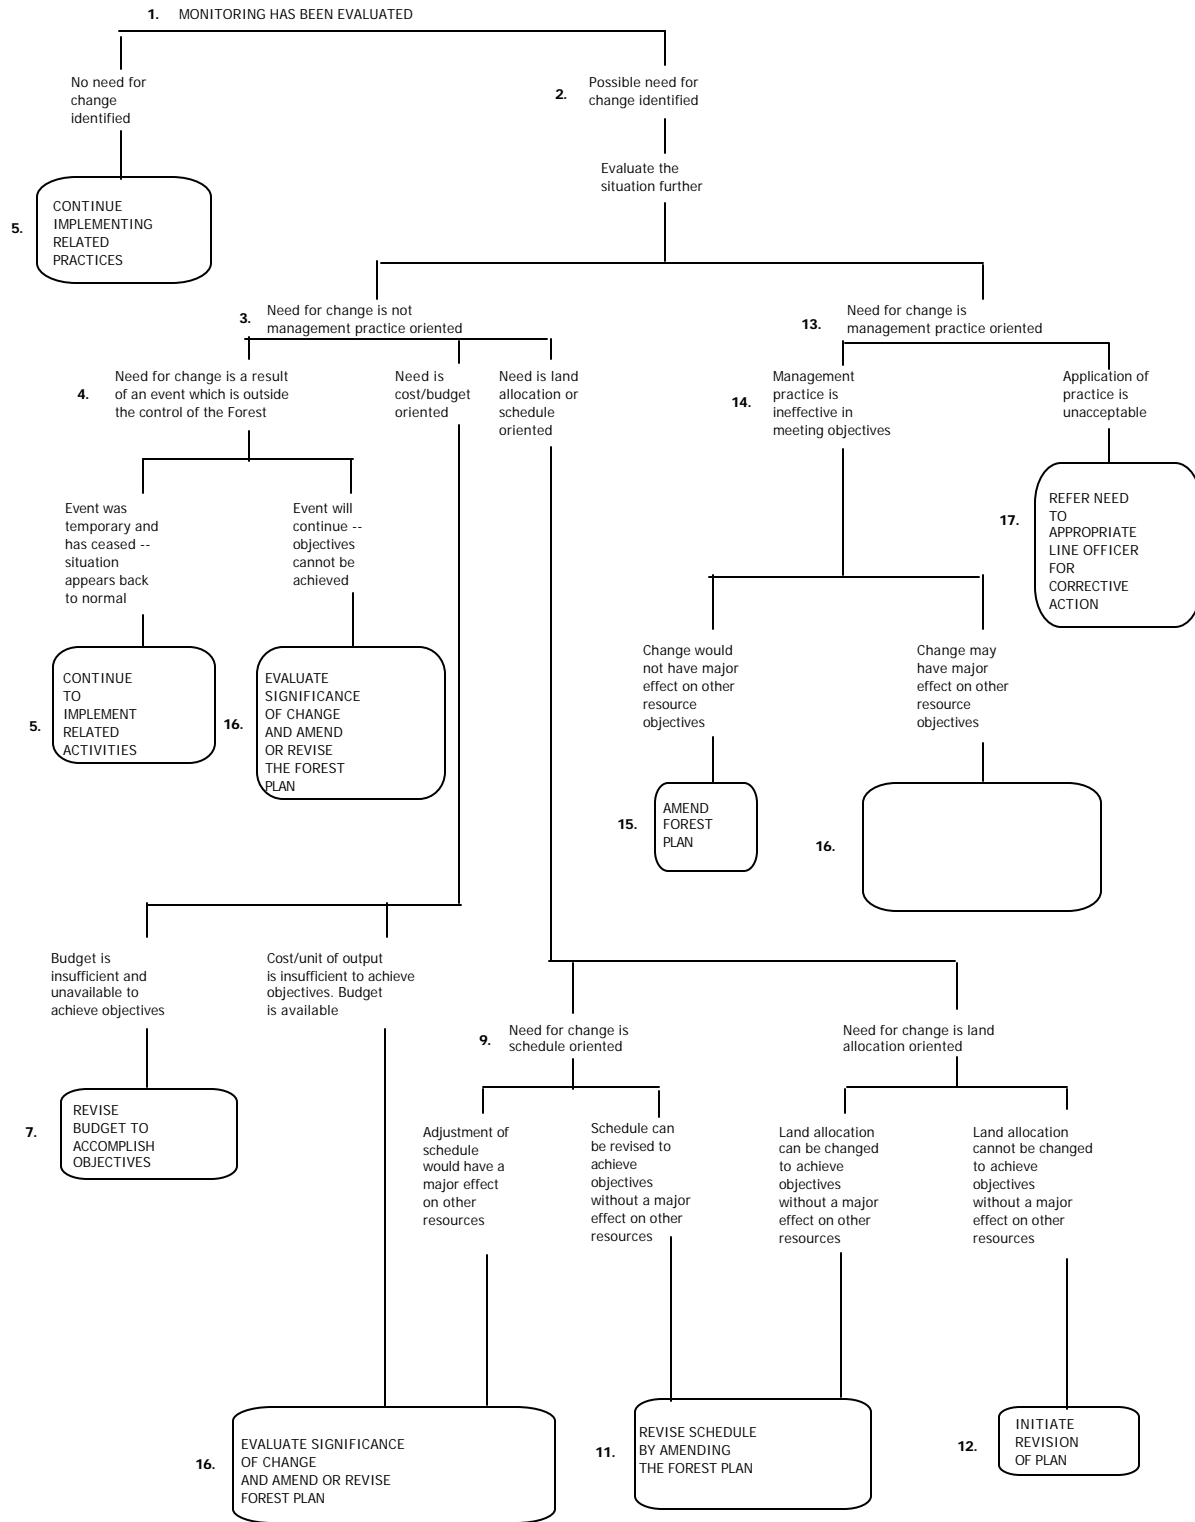 1. MONITORING HAS BEEN EVALUATED
No need for
change
identified
2. Possible need for
change identified
Evaluate the
situation further
5. CONTINUE
IMPLEMENTING
RELATED
PRACTICES
3. Need for change is not
management practice oriented
13. Need for change is
management practice oriented
4. Need for change is a result
of an event which is outside
the control of the Forest
Need is
cost/budget
oriented
Need is land
allocation or
schedule
oriented
14. Management
practice is
ineffective in
meeting objectives
Application of
practice is
unacceptable
Event was
temporary and
has ceased --
situation
appears back
to normal
Event will
continue --
objectives
cannot be
achieved
17. REFER NEED
TO
APPROPRIATE
LINE OFFICER
FOR
CORRECTIVE
ACTION
5. CONTINUE
TO
IMPLEMENT
RELATED
ACTIVITIES
16. EVALUATE
SIGNIFICANCE
OF CHANGE
AND AMEND
OR REVISE
THE FOREST
PLAN
Change would
not have major
effect on other
resource
objectives
Change may
have major
effect on other
resource
objectives
15. AMEND
FOREST
PLAN
16.
Budget is
insufficient and
unavailable to
achieve objectives
Cost/unit of output
is insufficient to achieve
objectives. Budget
is available
9. Need for change is
schedule oriented
Need for change is land
allocation oriented
7. REVISE
BUDGET TO
ACCOMPLISH
OBJECTIVES
Adjustment of
schedule
would have a
major effect
on other
resources
Schedule can
be revised to
achieve
objectives
without a major
effect on other
resources
Land allocation
can be changed
to achieve
objectives
without a major
effect on other
resources
Land allocation
cannot be changed
to achieve
objectives
without a major
effect on other
resources
16. EVALUATE SIGNIFICANCE
OF CHANGE
AND AMEND OR REVISE
FOREST PLAN
11. REVISE SCHEDULE
BY AMENDING
THE FOREST PLAN
12. INITIATE
REVISION
OF PLAN